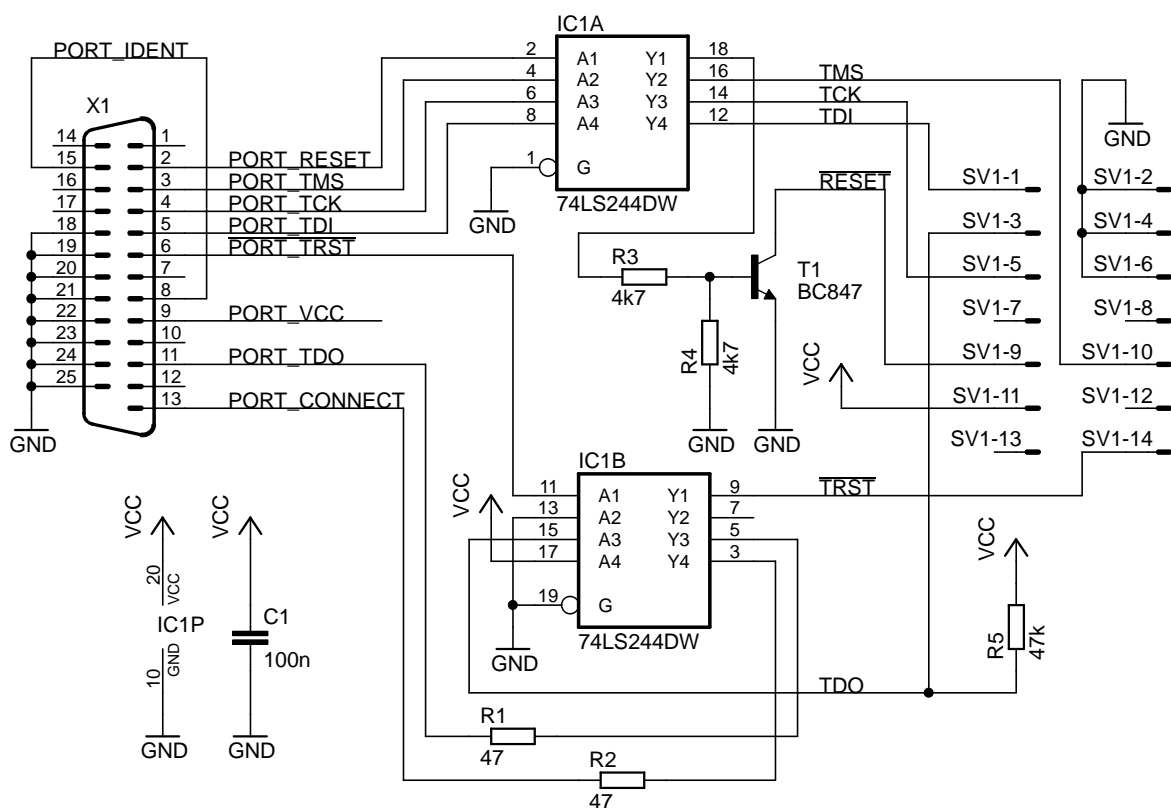 IC1A
PORT_IDENT
2 A1 Y1 18
4 A2 Y2 16 TMS
6 A3 Y3 14 TCK
8 A4 Y4 12 TDI
1 G
74LS244DW
GND
GND
X1
14 1
15 2 PORT_RESET
16 3 PORT_TMS
17 4 PORT_TCK
18 5 PORT_TDI
19 6 PORT_TRST
20 7
21 8
22 9 PORT_VCC
23 10
24 11 PORT_TDO
25 12
13 PORT_CONNECT
GND
RESET
R3
4k7
T1
BC847
R4
4k7
GND
GND
VCC
SV1-1 SV1-2
SV1-3 SV1-4
SV1-5 SV1-6
SV1-7 SV1-8
SV1-9 SV1-10
SV1-11 SV1-12
SV1-13 SV1-14
IC1B
VCC
11 A1 Y1 9 TRST
13 A2 Y2 7
15 A3 Y3 5
17 A4 Y4 3
19 G
74LS244DW
GND
VCC
20
VCC
IC1P
GND
10
GND
VCC
C1
100n
GND
VCC
R5
47k
TDO
R1
47
R2
47